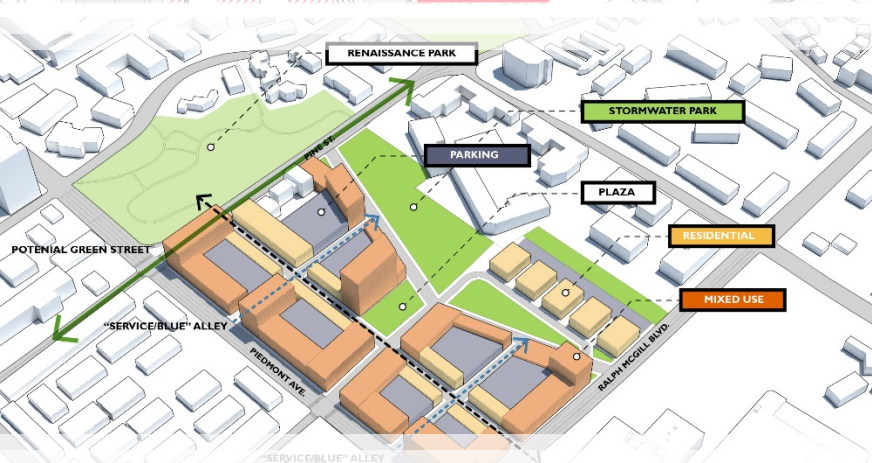 RENAISSANCE PARK
STORMWATER PARK
PINE ST.
PARKING
PLAZA
RESIDENTIAL
POTENIAL GREEN STREET
MIXED USE
"SERVICE/BLUE" ALLEY
PIEDMONT AVE.
RALPH MCGILL BLVD.
"SERVICE/BLUE" ALLEY